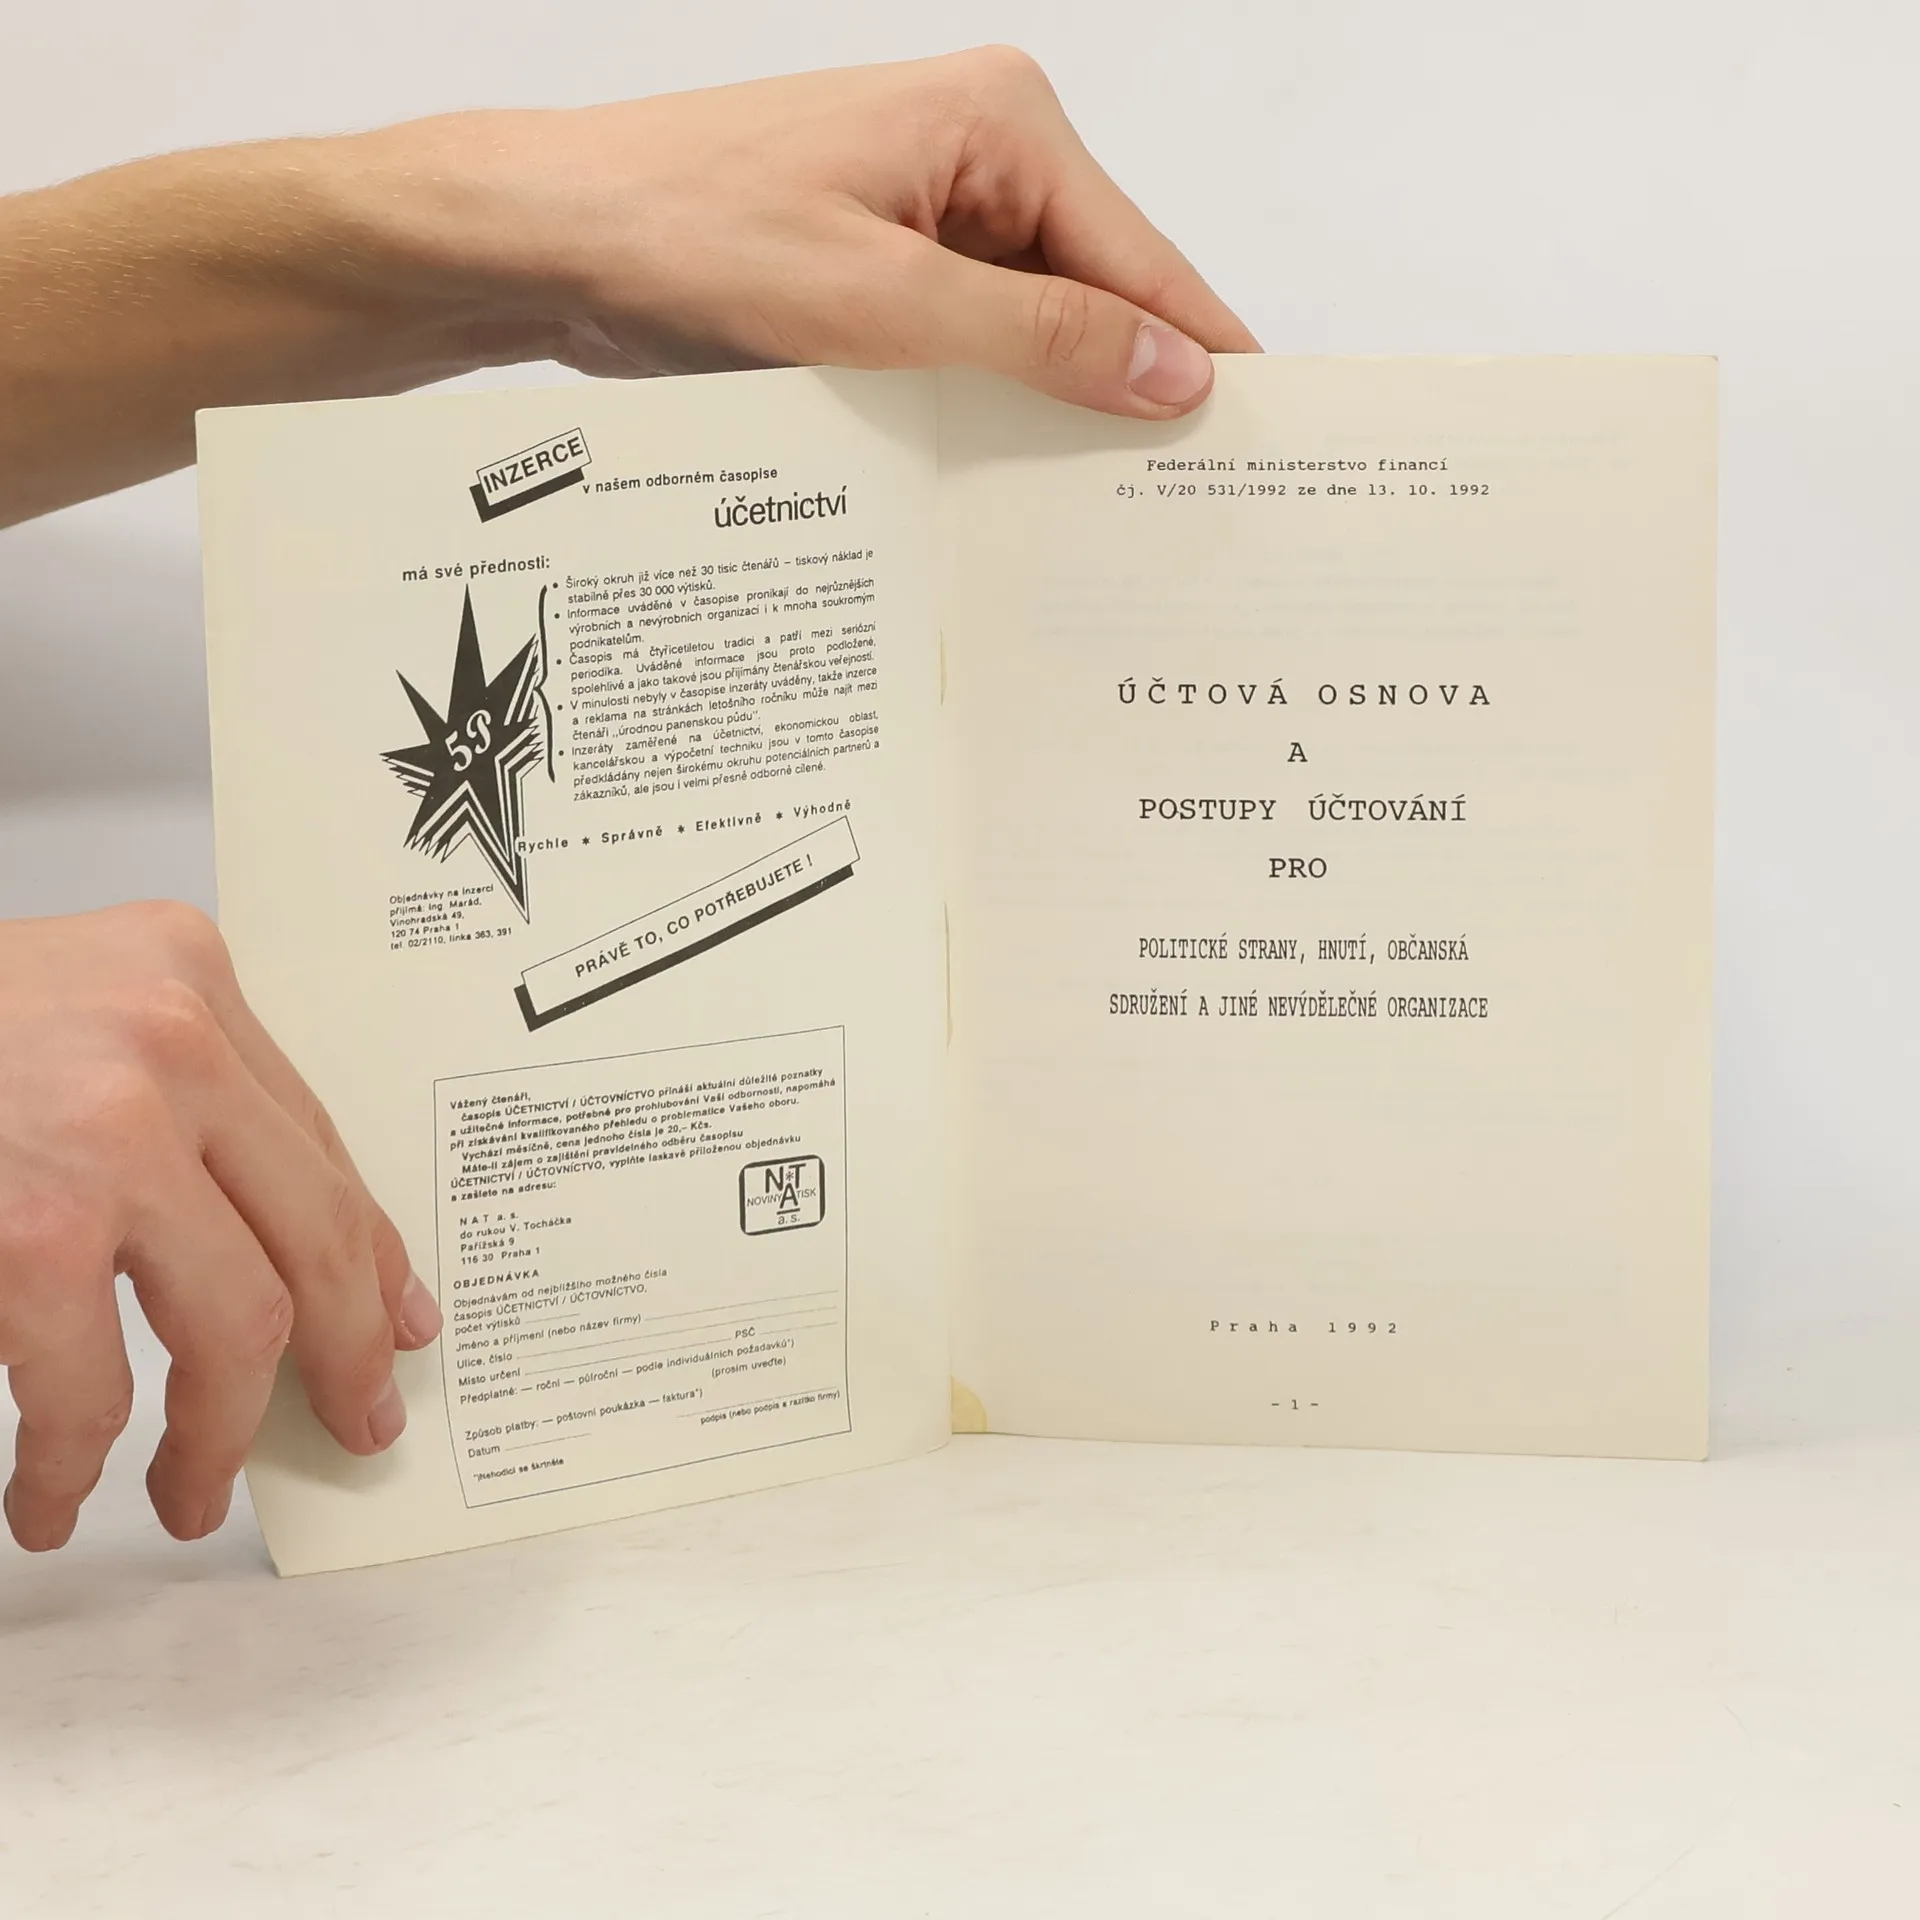 INZERCE
v našem odborném časopise
účetnictví
má své přednosti:
• Široký okruh již více než 30 tisíc čtenářů – tiskový náklad je
stabilně přes 30 000 výtisků.
• Informace uváděné v časopise pronikají do nejrůznějších
výrobních a nevýrobních organizací i k mnoha soukromým
podnikatelům.
• Časopis má čtyřicetiletou tradici a patří mezi seriózní
periodika. Uváděné informace jsou proto podložené,
spolehlivé a jako takové jsou přijímány čtenářskou veřejností.
• V minulosti nebyly v časopise inzeráty uváděny, takže inzerce
a reklama na stránkách letošního ročníku může najít mezi
čtenáři „úrodnou panenskou půdu".
• Inzeráty zaměřené na účetnictví, ekonomickou oblast,
kancelářskou a výpočetní techniku jsou v tomto časopise
předkládány nejen širokému okruhu potenciálních partnerů a
zákazníků, ale jsou i velmi přesně odborně cílené.
5P
Rychle * Správně * Efektivně * Výhodně
Objednávky na inzerci
přijímá: Ing. Marád,
Vinohradská 49,
120 74 Praha 1
tel. 02/2110, linka 363, 391
PRÁVĚ TO, CO POTŘEBUJETE !
Vážený čtenáři,
časopis ÚČETNICTVÍ / ÚČTOVNÍCTVO přináší aktuální důležité poznatky
a užitečné informace, potřebné pro prohlubování Vaší odbornosti, napomáhá
při získávání kvalifikovaného přehledu o problematice Vašeho oboru.
Vychází měsíčně, cena jednoho čísla je 20,– Kčs.
Máte-li zájem o zajištění pravidelného odběru časopisu
ÚČETNICTVÍ / ÚČTOVNÍCTVO, vyplňte laskavě přiloženou objednávku
a zašlete na adresu:
N A T a. s.
do rukou V. Tocháčka
Pařížská 9
116 30 Praha 1
N*T
NOVINY A TISK
a. s.
OBJEDNÁVKA
Objednávám od nejbližšího možného čísla
časopis ÚČETNICTVÍ / ÚČTOVNÍCTVO,
počet výtisků
Jméno a příjmení (nebo název firmy)
Ulice, číslo
Místo určení PSČ
Předplatné: — roční — půlroční — podle individuálních požadavků*)
(prosím uveďte)
Způsob platby: — poštovní poukázka — faktura*)
podpis (nebo podpis a razítko firmy)
Datum
*)Nehodící se škrtněte
Federální ministerstvo financí
čj. V/20 531/1992 ze dne 13. 10. 1992
ÚČTOVÁ OSNOVA
A
POSTUPY ÚČTOVÁNÍ
PRO
POLITICKÉ STRANY, HNUTÍ, OBČANSKÁ
SDRUŽENÍ A JINÉ NEVÝDĚLEČNÉ ORGANIZACE
Praha 1992
- 1 -